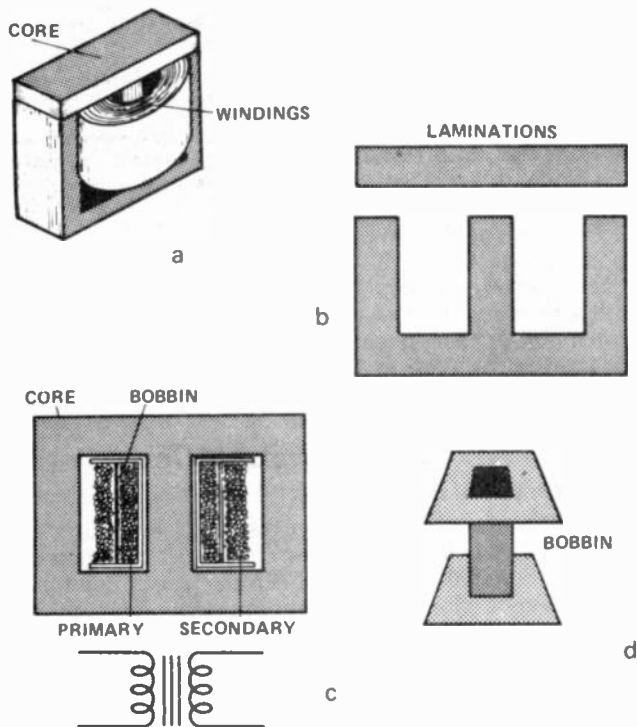 CORE
WINDINGS
a
LAMINATIONS
b
CORE BOBBIN
PRIMARY SECONDARY
c
BOBBIN
d